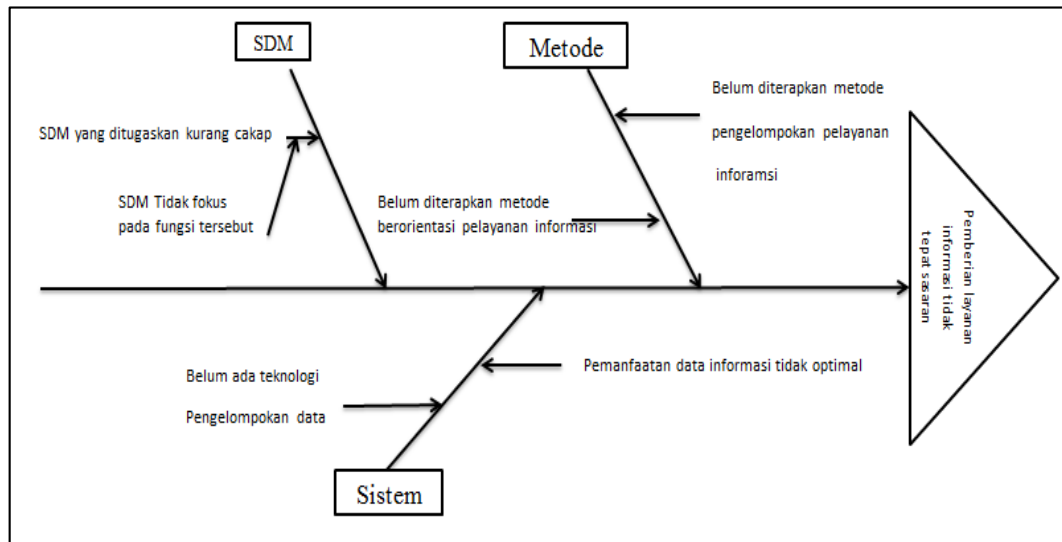 SDM
Metode
Belum diterapkan metode
pengelompokan pelayanan
inforamsi
SDM yang ditugaskan kurang cakap
SDM Tidak fokus
pada fungsi tersebut
Belum diterapkan metode
berorientasi pelayanan informasi
Pemberian layanan
informasi tidak
tepat sasaran
Belum ada teknologi
Pengelompokan data
Pemanfaatan data informasi tidak optimal
Sistem